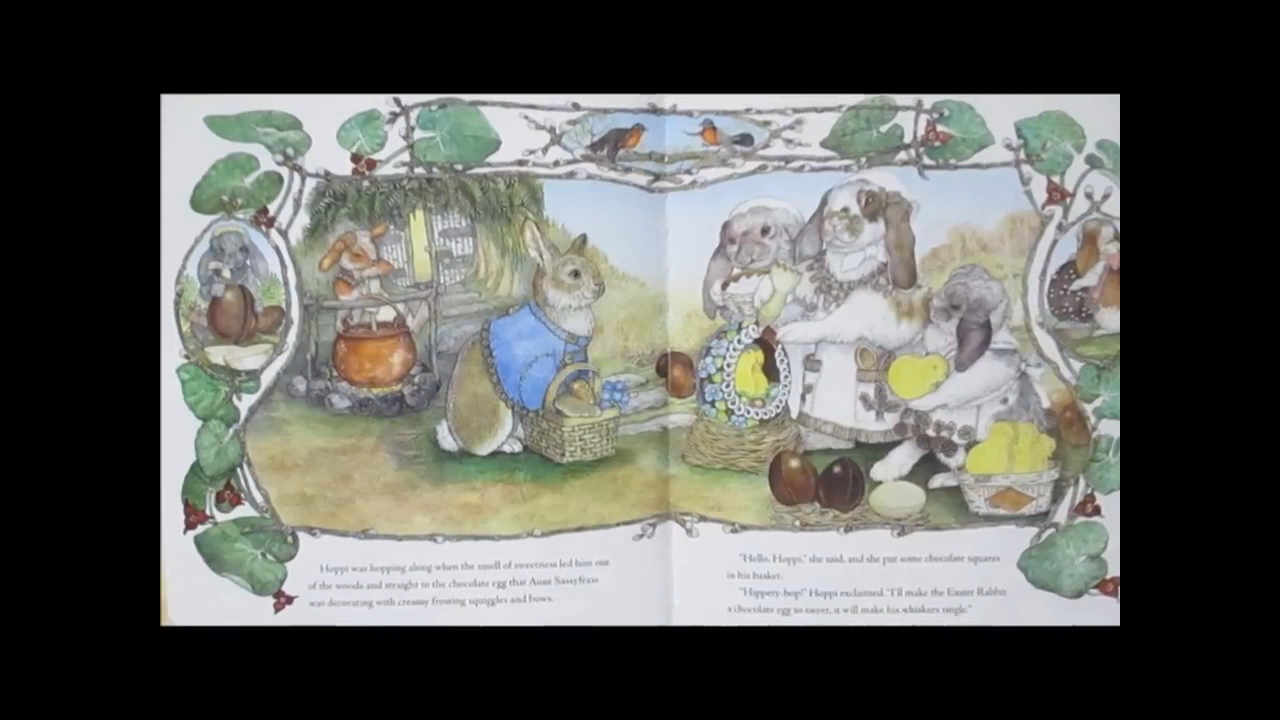 Hoppi was hopping along when the smell of sweetness led him out
of the woods and straight to the chocolate egg that Aunt Sassyfrass
was decorating with creamy frosting squiggles and bows.
"Hello, Hoppi," she said, and she put some chocolate squares
in his basket.
"Hippery-hop!" Hoppi exclaimed. "I'll make the Easter Rabbit
a chocolate egg so sweet, it will make his whiskers tingle."